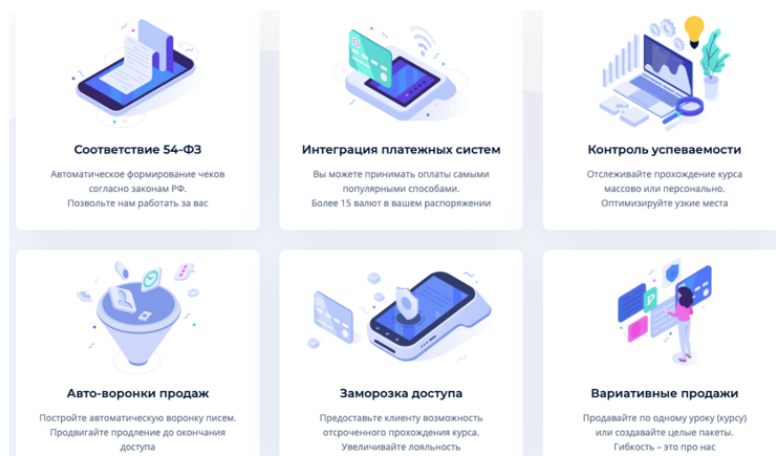 Соответствие 54-ФЗ
Автоматическое формирование чеков
согласно законам РФ.
Позвольте нам работать за вас
Интеграция платежных систем
Вы можете принимать оплаты самыми
популярными способами.
Более 15 валют в вашем распоряжении
Контроль успеваемости
Отслеживайте прохождение курса
массово или персонально.
Оптимизируйте узкие места
Авто-воронки продаж
Постройте автоматическую воронку писем.
Продвигайте продление до окончания
доступа
Заморозка доступа
Предоставьте клиенту возможность
отсроченного прохождения курса.
Увеличивайте лояльность
Вариативные продажи
Продавайте по одному уроку (курсу)
или создавайте целые пакеты.
Гибкость – это про нас